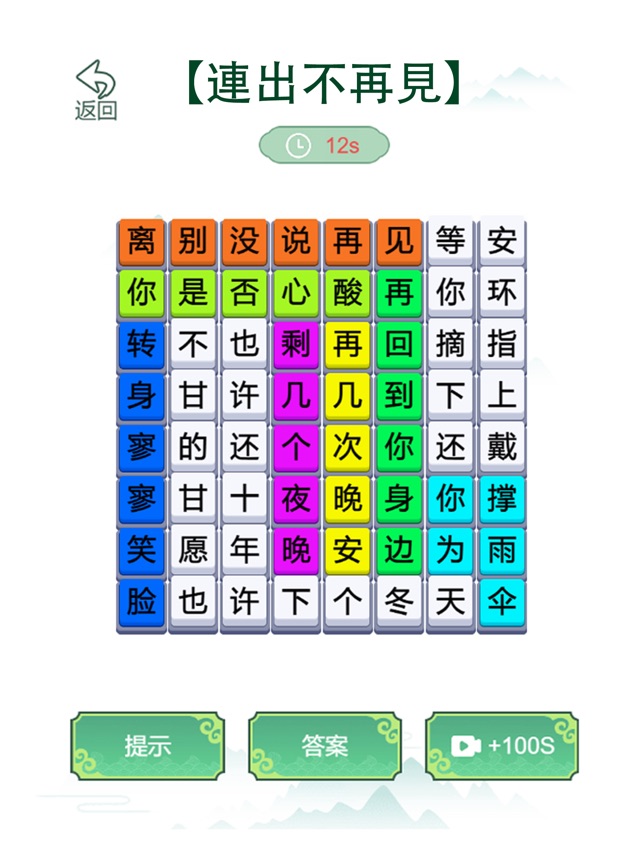 【連出不再見】
返回
12s
离别没说再见等安
你是否心酸再你环
转不也剩再回摘指
身甘许几几到下上
寥的还个次你还戴
寥甘十夜晚身你撑
笑愿年晚安边为雨
脸也许下个冬天伞
提示
答案
+100S